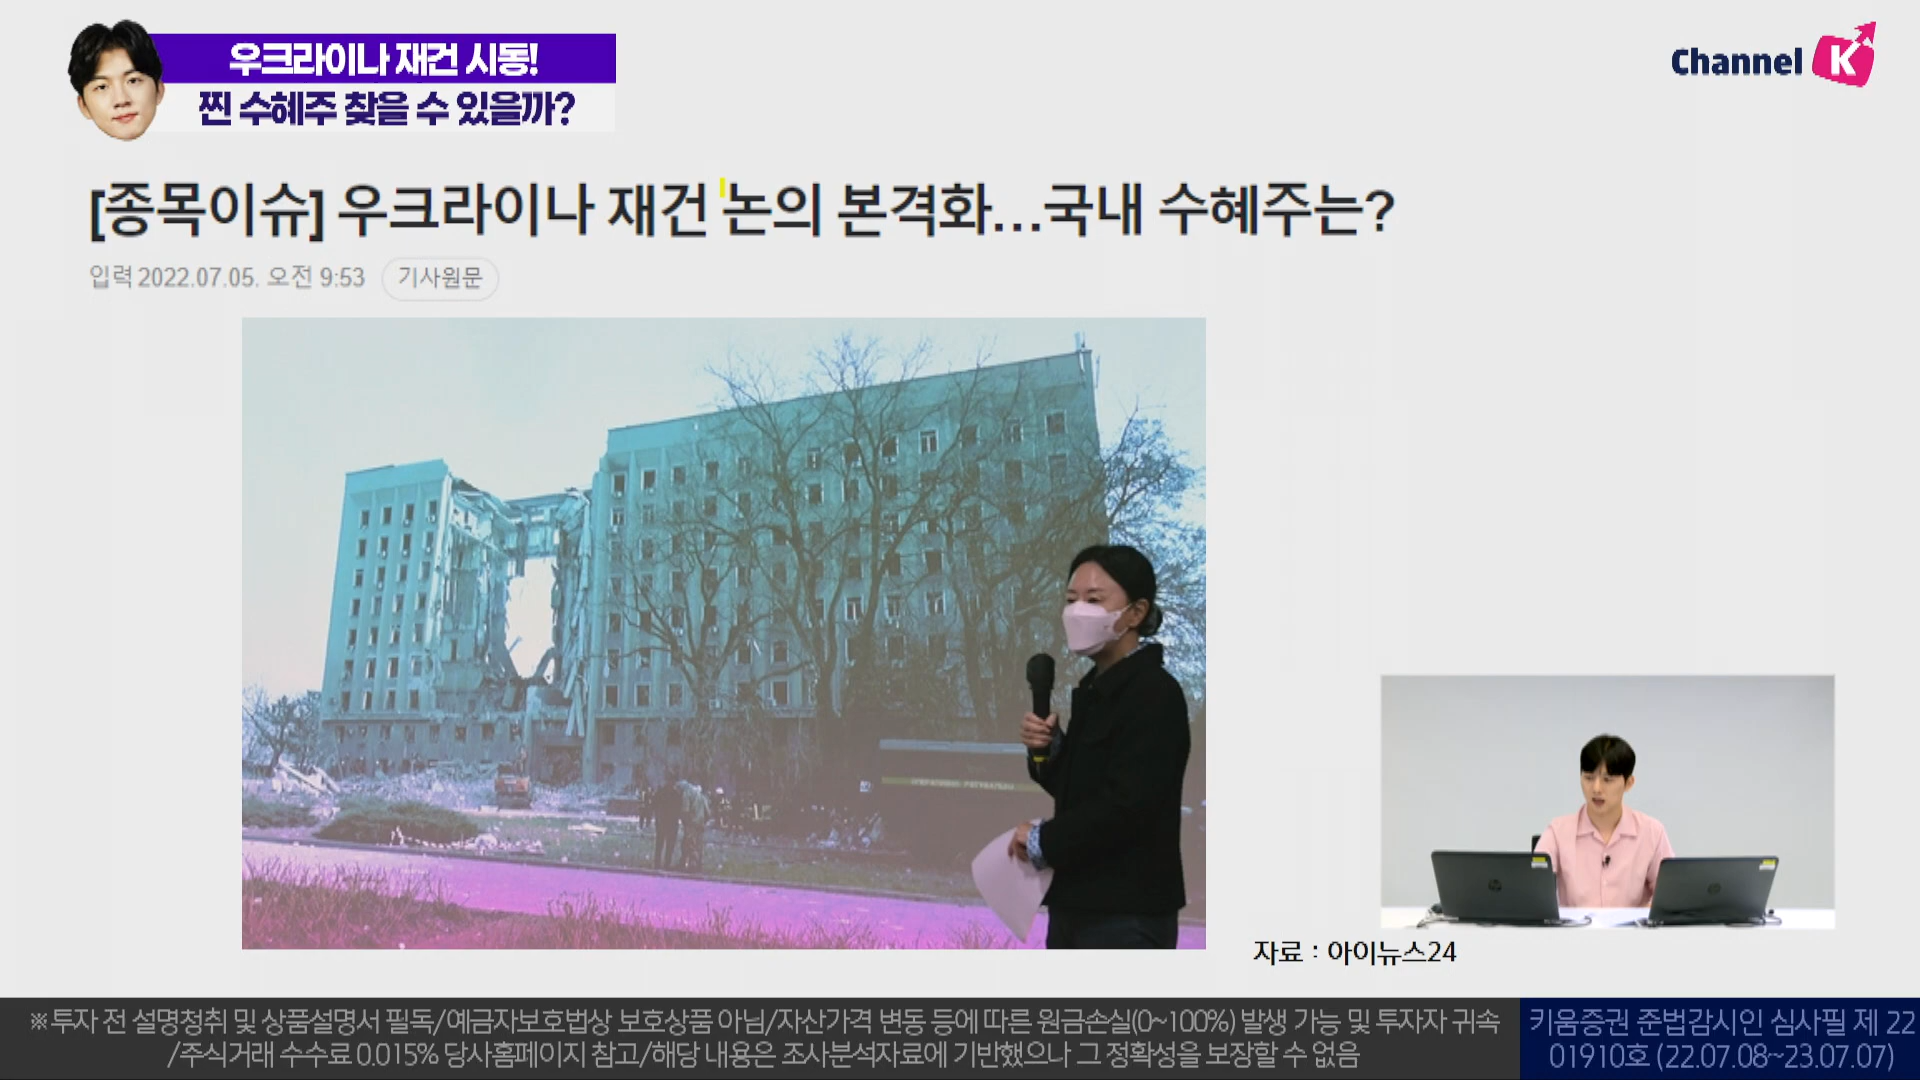 우크라이나 재건 시동!
찐 수혜주 찾을 수 있을까?
Channel K
[종목이슈] 우크라이나 재건 논의 본격화…국내 수혜주는?
입력 2022.07.05. 오전 9:53 기사원문
자료 : 아이뉴스24
※투자 전 설명청취 및 상품설명서 필독/예금자보호법상 보호상품 아님/자산가격 변동 등에 따른 원금손실(0~100%) 발생 가능 및 투자자 귀속
/주식거래 수수료 0.015% 당사홈페이지 참고/해당 내용은 조사분석자료에 기반했으나 그 정확성을 보장할 수 없음
키움증권 준법감시인 심사필 제 22
01910호 (22.07.08~23.07.07)